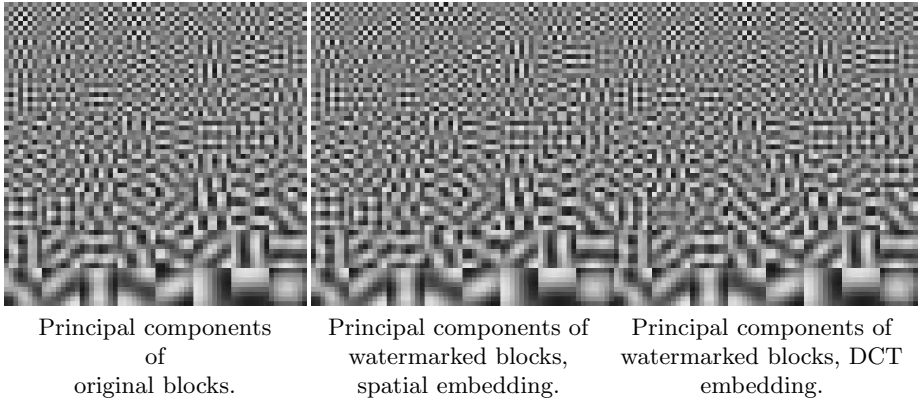 Principal components
of
original blocks.
Principal components of
watermarked blocks,
spatial embedding.
Principal components of
watermarked blocks, DCT
embedding.